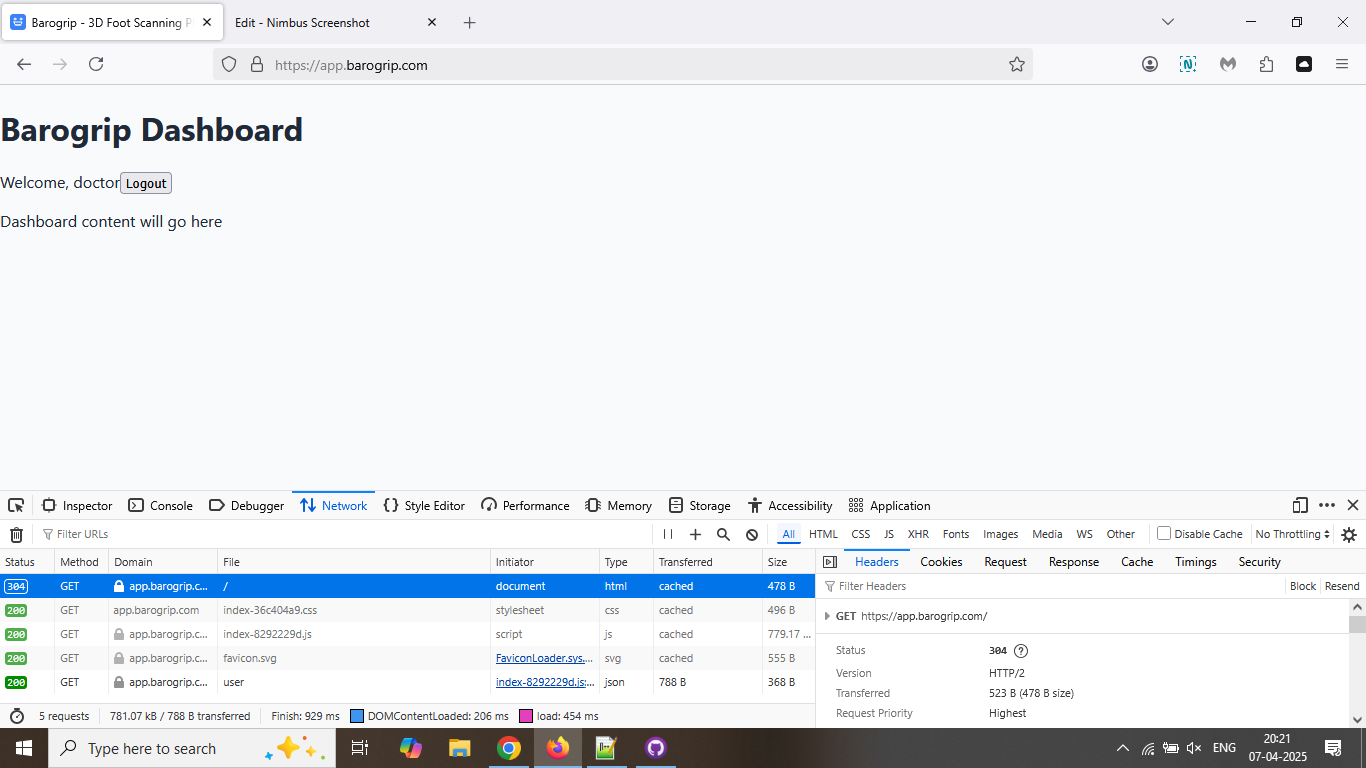 Barogrip - 3D Foot Scanning P
Edit - Nimbus Screenshot
https://app.barogrip.com
Barogrip Dashboard
Welcome, doctor Logout
Dashboard content will go here
Inspector Console Debugger Network Style Editor Performance Memory Storage Accessibility Application
Filter URLs All HTML CSS JS XHR Fonts Images Media WS Other Disable Cache No Throttling
Status Method Domain File Initiator Type Transferred Size
304 GET app.barogrip.c... / document html cached 478 B
200 GET app.barogrip.com index-36c404a9.css stylesheet css cached 496 B
200 GET app.barogrip.c... index-8292229d.js script js cached 779.17 ...
200 GET app.barogrip.c... favicon.svg FaviconLoader.sys.... svg cached 555 B
200 GET app.barogrip.c... user index-8292229d.js:... json 788 B 368 B
5 requests 781.07 kB / 788 B transferred Finish: 929 ms DOMContentLoaded: 206 ms load: 454 ms
Headers Cookies Request Response Cache Timings Security
Filter Headers Block Resend
GET https://app.barogrip.com/
Status 304 ?
Version HTTP/2
Transferred 523 B (478 B size)
Request Priority Highest
Type here to search
ENG
20:21
07-04-2025